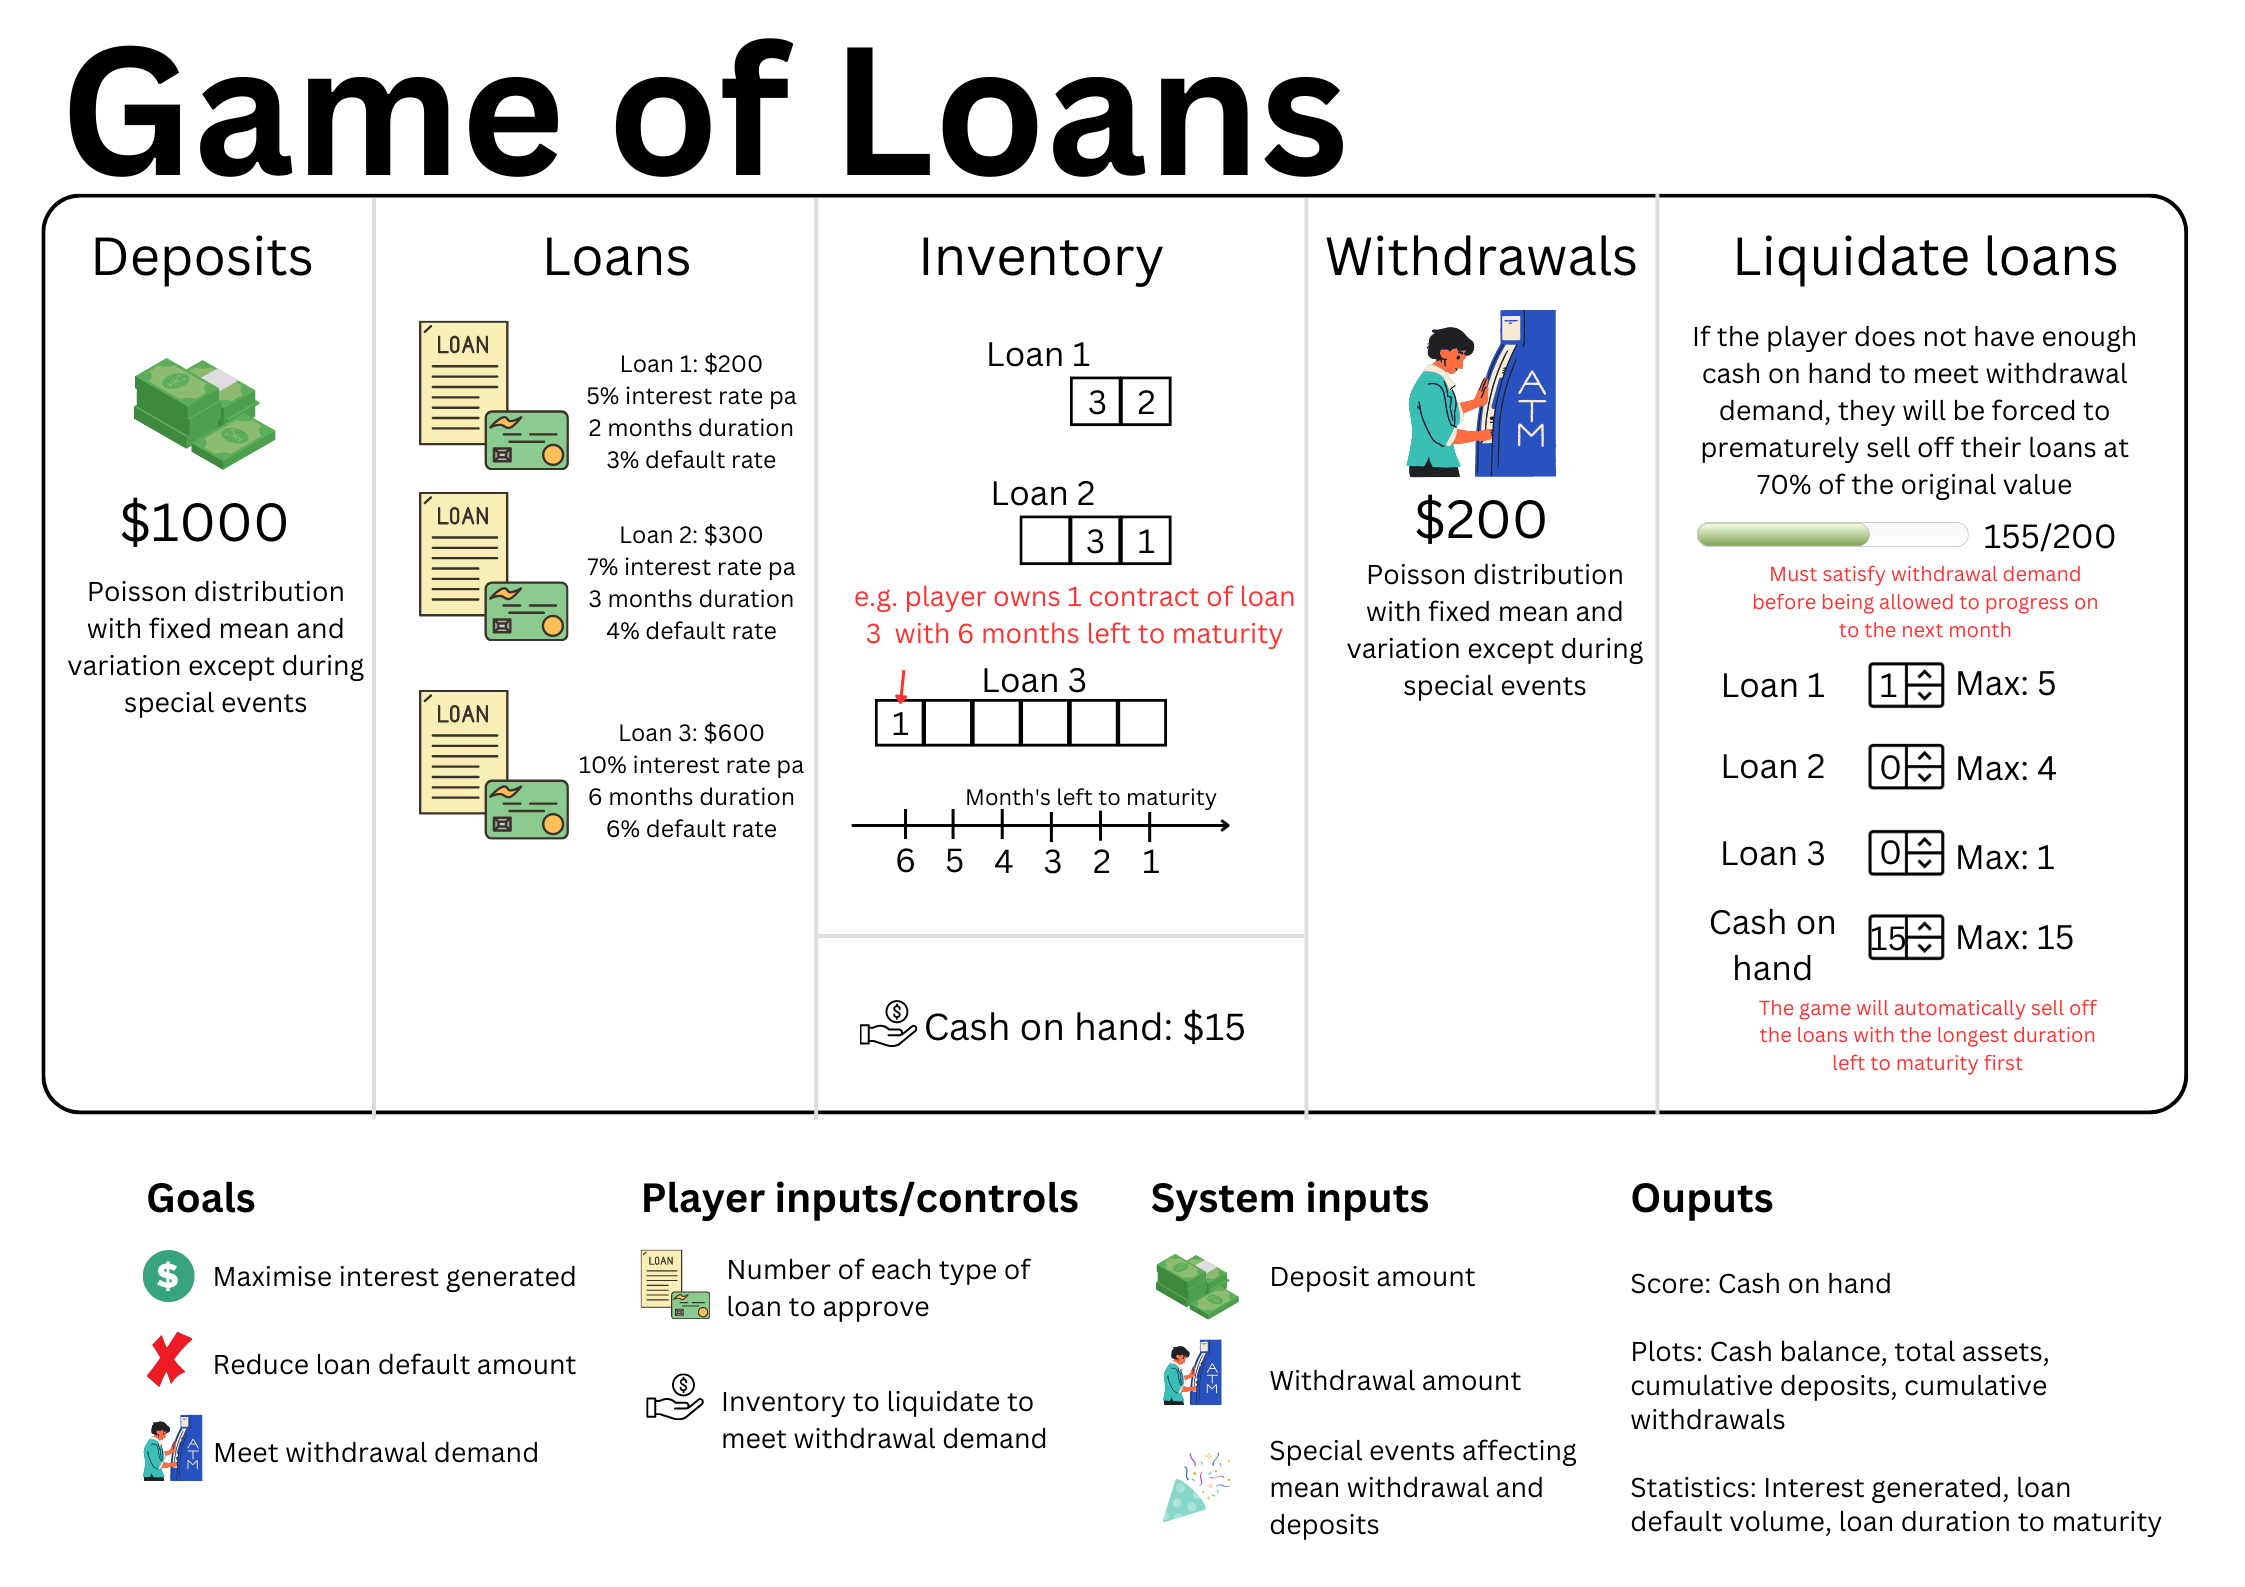 Game of Loans
Deposits
$1000
Poisson distribution
with fixed mean and
variation except during
special events
Loans
LOAN
Loan 1: $200
5% interest rate pa
2 months duration
3% default rate
LOAN
Loan 2: $300
7% interest rate pa
3 months duration
4% default rate
LOAN
Loan 3: $600
10% interest rate pa
6 months duration
6% default rate
Inventory
Loan 1
3 2
Loan 2
3 1
e.g. player owns 1 contract of loan
3 with 6 months left to maturity
Loan 3
1
Month's left to maturity
6 5 4 3 2 1
$
Cash on hand: $15
Withdrawals
ATM
$200
Poisson distribution
with fixed mean and
variation except during
special events
Liquidate loans
If the player does not have enough
cash on hand to meet withdrawal
demand, they will be forced to
prematurely sell off their loans at
70% of the original value
155/200
Must satisfy withdrawal demand
before being allowed to progress on
to the next month
Loan 1 1 Max: 5
Loan 2 0 Max: 4
Loan 3 0 Max: 1
Cash on
hand
15 Max: 15
The game will automatically sell off
the loans with the longest duration
left to maturity first
Goals
$
Maximise interest generated
Reduce loan default amount
ATM
Meet withdrawal demand
Player inputs/controls
LOAN
Number of each type of
loan to approve
$
Inventory to liquidate to
meet withdrawal demand
System inputs
Deposit amount
ATM
Withdrawal amount
Special events affecting
mean withdrawal and
deposits
Ouputs
Score: Cash on hand
Plots: Cash balance, total assets,
cumulative deposits, cumulative
withdrawals
Statistics: Interest generated, loan
default volume, loan duration to maturity